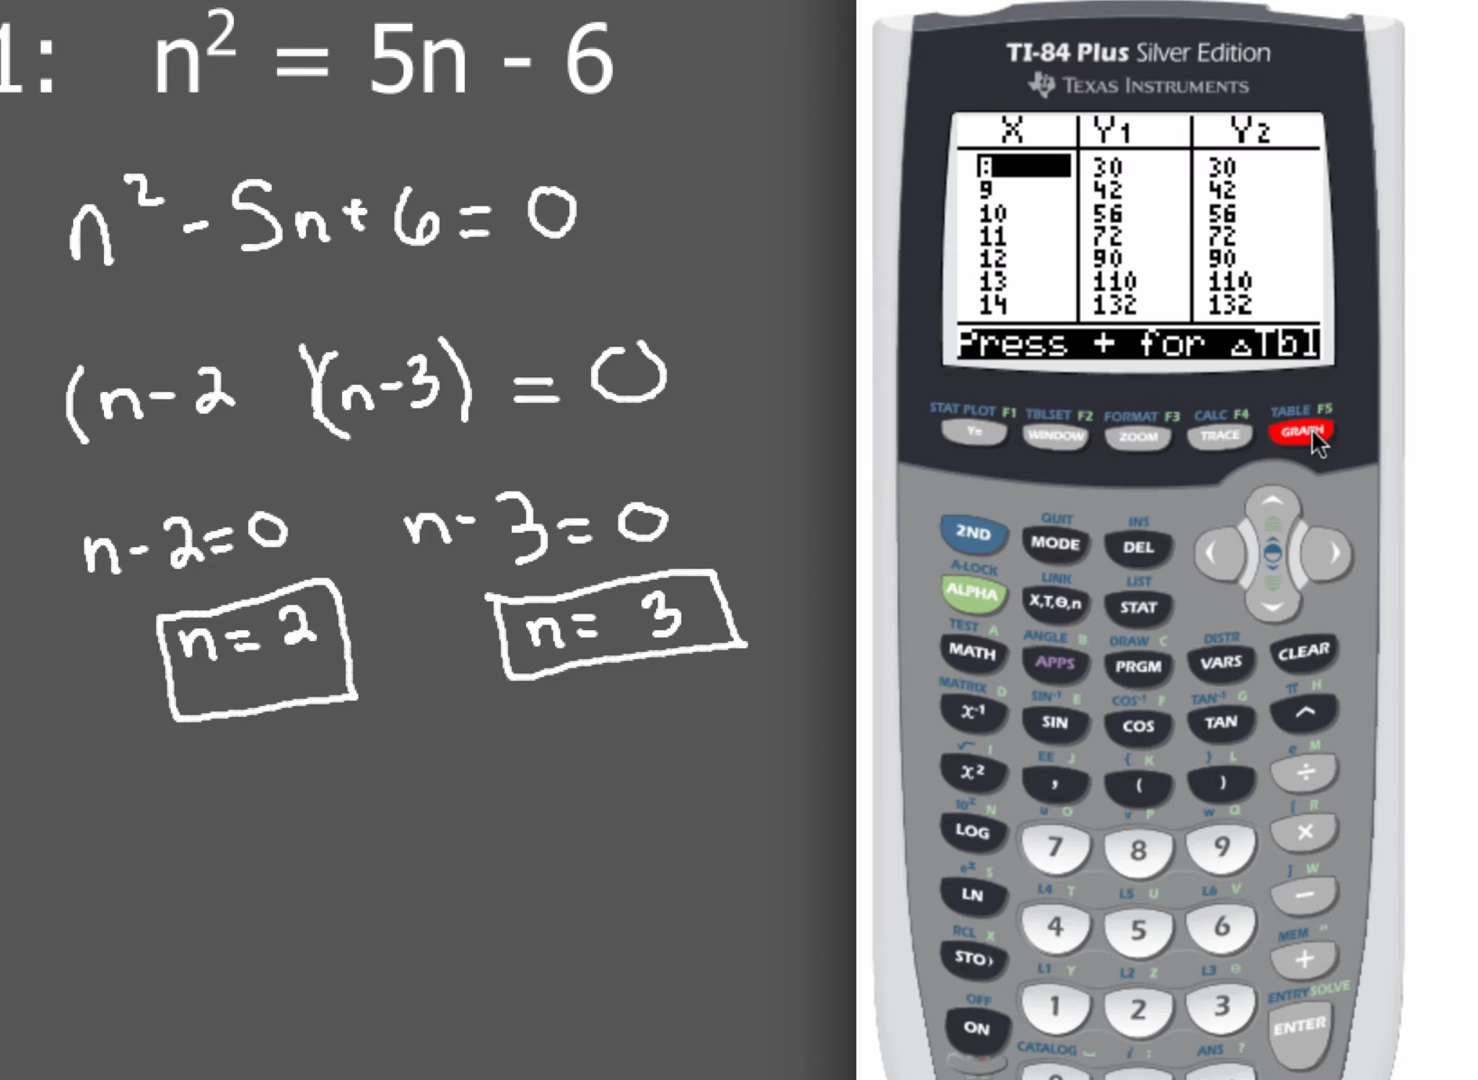 1: n² = 5n - 6
n² - 5n + 6 = 0
(n - 2)(n - 3) = 0
n - 2 = 0 n - 3 = 0
n = 2 n = 3
TI-84 Plus Silver Edition
TEXAS INSTRUMENTS
X Y1 Y2
30 30
9 42 42
10 56 56
11 72 72
12 90 90
13 110 110
14 132 132
Press + for △Tbl
STAT PLOT F1 TBLSET F2 FORMAT F3 CALC F4 TABLE F5
Y= WINDOW ZOOM TRACE GRAPH
QUIT INS
2ND MODE DEL
A-LOCK LINK LIST
ALPHA X,T,θ,n STAT
TEST A ANGLE B DRAW C DISTR
MATH APPS PRGM VARS CLEAR
MATRIX D SIN⁻¹ E COS⁻¹ F TAN⁻¹ G π H
x⁻¹ SIN COS TAN ^
√ I EE J { K } L e M
x² , ( ) ÷
10ˣ N u O v P w Q [ R
LOG 7 8 9 ×
eˣ S L4 T L5 U L6 V ] W
LN 4 5 6 −
RCL X L1 Y L2 Z L3 θ MEM "
STO› 1 2 3 +
OFF ENTRY SOLVE
ON ENTER
CATALOG i : ANS ?